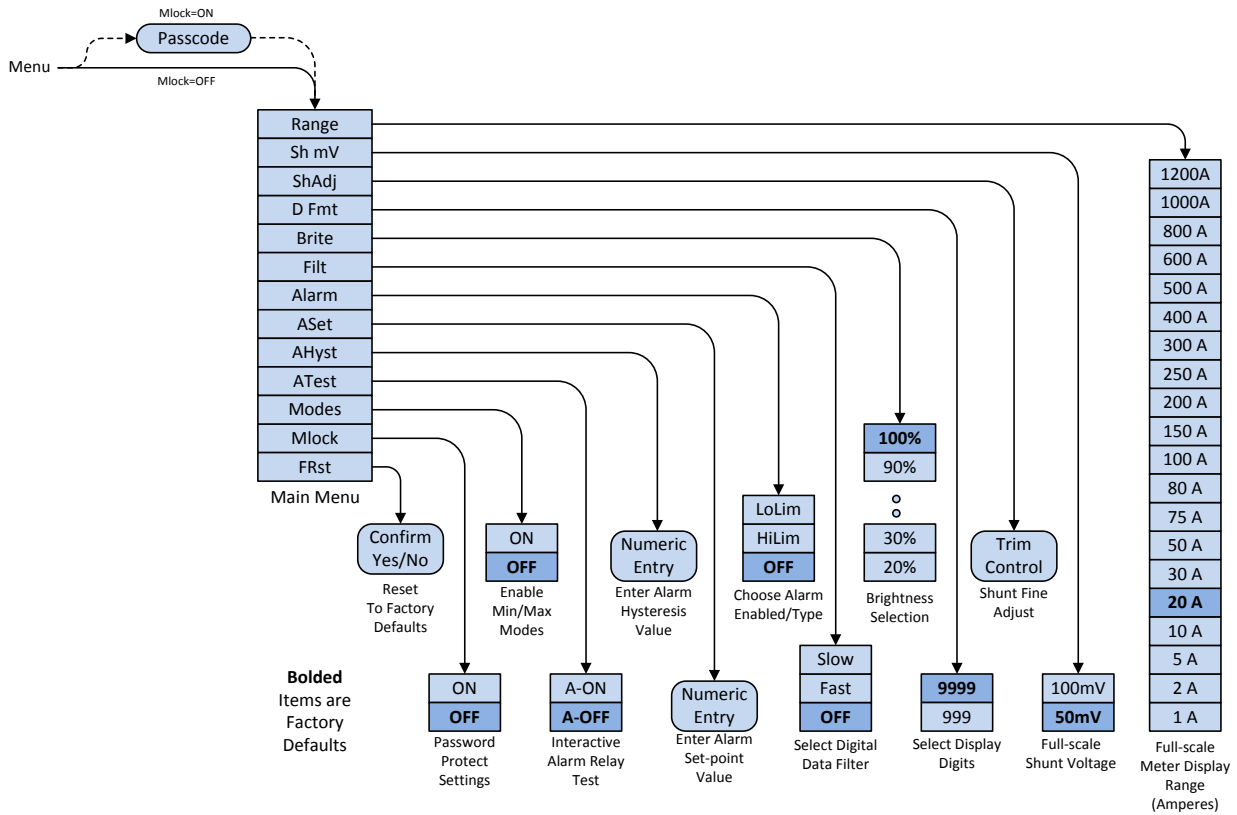 Mlock=ON
Passcode
Menu
Mlock=OFF
Range
Sh mV
ShAdj
D Fmt
Brite
Filt
Alarm
ASet
AHyst
ATest
Modes
Mlock
FRst
Main Menu
Confirm
Yes/No
Reset
To Factory
Defaults
ON
OFF
Password
Protect
Settings
ON
OFF
Enable
Min/Max
Modes
A-ON
A-OFF
Interactive
Alarm Relay
Test
Numeric
Entry
Enter Alarm
Hysteresis
Value
Numeric
Entry
Enter Alarm
Set-point
Value
LoLim
HiLim
OFF
Choose Alarm
Enabled/Type
Slow
Fast
OFF
Select Digital
Data Filter
100%
90%
30%
20%
Brightness
Selection
9999
999
Select Display
Digits
Trim
Control
Shunt Fine
Adjust
100mV
50mV
Full-scale
Shunt Voltage
1200A
1000A
800 A
600 A
500 A
400 A
300 A
250 A
200 A
150 A
100 A
80 A
75 A
50 A
30 A
20 A
10 A
5 A
2 A
1 A
Full-scale
Meter Display
Range
(Amperes)
Bolded
Items are
Factory
Defaults